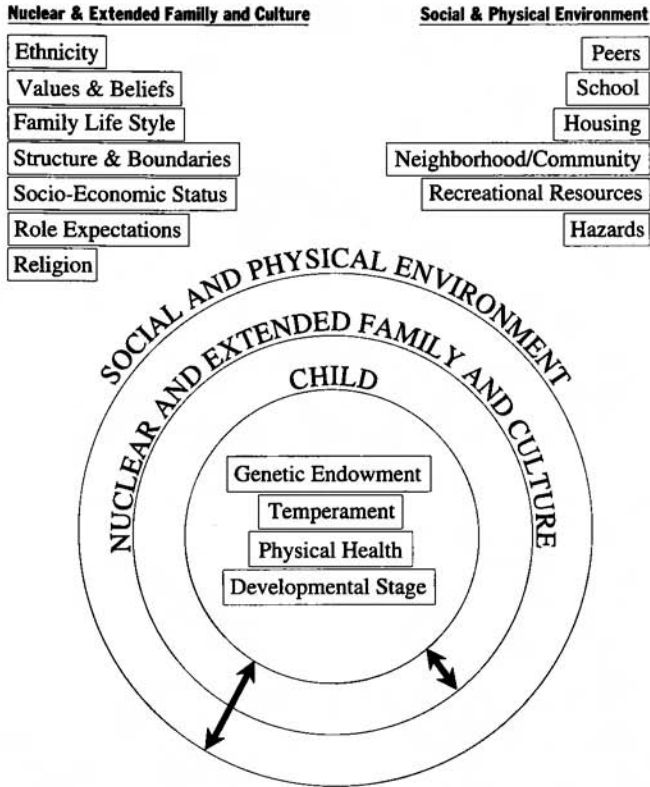 Nuclear & Extended Familly and Culture
Ethnicity
Values & Beliefs
Family Life Style
Structure & Boundaries
Socio-Economic Status
Role Expectations
Religion
Social & Physical Environment
Peers
School
Housing
Neighborhood/Community
Recreational Resources
Hazards
SOCIAL AND PHYSICAL ENVIRONMENT
NUCLEAR AND EXTENDED FAMILY AND CULTURE
CHILD
Genetic Endowment
Temperament
Physical Health
Developmental Stage